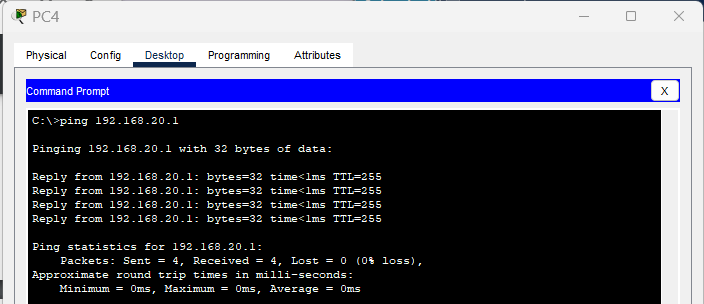 PC4
Physical Config Desktop Programming Attributes
Command Prompt X
C:\>ping 192.168.20.1
Pinging 192.168.20.1 with 32 bytes of data:
Reply from 192.168.20.1: bytes=32 time<1ms TTL=255
Reply from 192.168.20.1: bytes=32 time<1ms TTL=255
Reply from 192.168.20.1: bytes=32 time<1ms TTL=255
Reply from 192.168.20.1: bytes=32 time<1ms TTL=255
Ping statistics for 192.168.20.1:
    Packets: Sent = 4, Received = 4, Lost = 0 (0% loss),
Approximate round trip times in milli-seconds:
    Minimum = 0ms, Maximum = 0ms, Average = 0ms